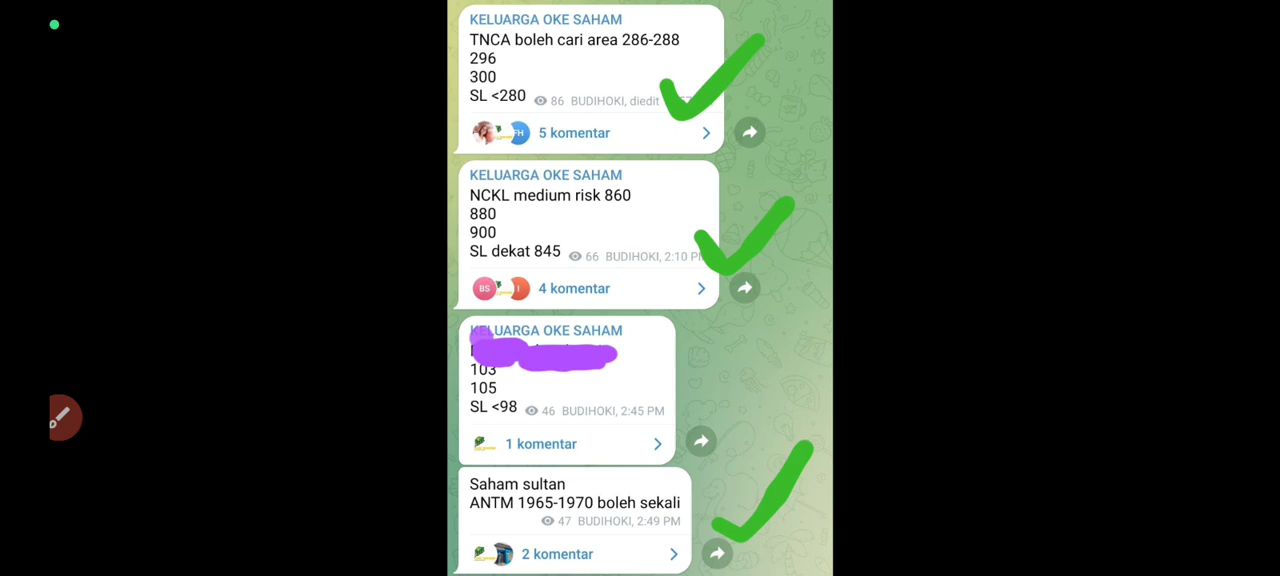 KELUARGA OKE SAHAM
TNCA boleh cari area 286-288
296
300
SL <280
86 BUDIHOKI, diedit
FH
5 komentar
KELUARGA OKE SAHAM
NCKL medium risk 860
880
900
SL dekat 845
66 BUDIHOKI, 2:10 PM
BS
I
4 komentar
KELUARGA OKE SAHAM
103
105
SL <98
46 BUDIHOKI, 2:45 PM
1 komentar
Saham sultan
ANTM 1965-1970 boleh sekali
47 BUDIHOKI, 2:49 PM
2 komentar